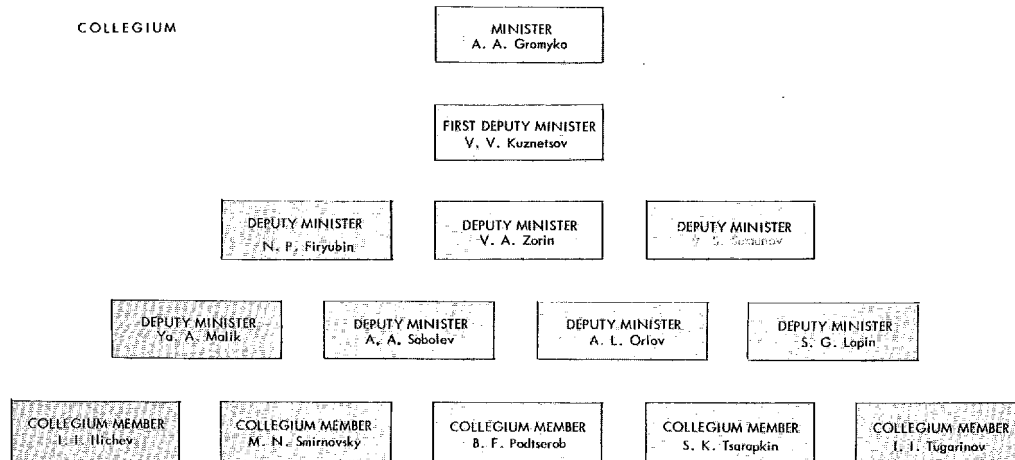 COLLEGIUM
MINISTER
A. A. Gromyko
FIRST DEPUTY MINISTER
V. V. Kuznetsov
DEPUTY MINISTER
N. P. Firyubin
DEPUTY MINISTER
V. A. Zorin
DEPUTY MINISTER
S.
DEPUTY MINISTER
Ya. A. Malik
DEPUTY MINISTER
A. A. Sobolev
DEPUTY MINISTER
A. L. Orlov
DEPUTY MINISTER
S. G. Lapin
COLLEGIUM MEMBER
I. I. Ilichev
COLLEGIUM MEMBER
M. N. Smirnovsky
COLLEGIUM MEMBER
B. F. Podtserob
COLLEGIUM MEMBER
S. K. Tsarapkin
COLLEGIUM MEMBER
I. I. Tugarinov